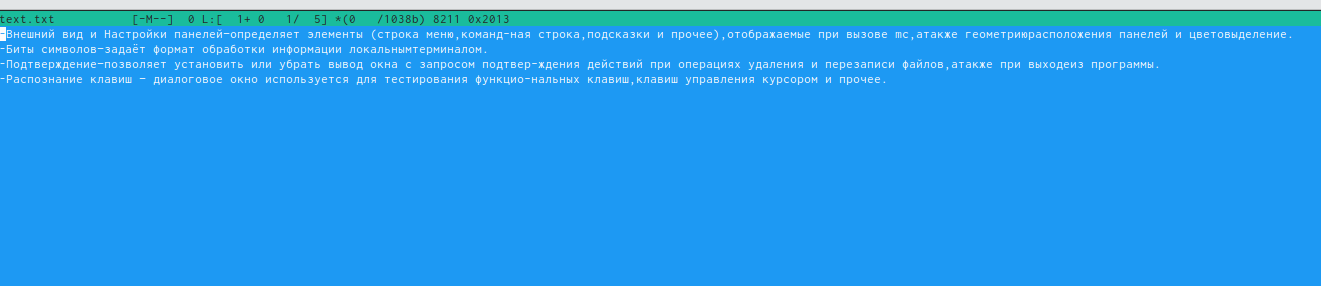 text.txt [-M--] 0 L:[ 1+ 0 1/ 5] *(0 /1038b) 8211 0x2013
–Внешний вид и Настройки панелей–определяет элементы (строка меню,команд-ная строка,подсказки и прочее),отображаемые при вызове mc,атакже геометриюрасположения панелей и цветовыделение.
–Биты символов–задаёт формат обработки информации локальнымтерминалом.
–Подтверждение–позволяет установить или убрать вывод окна с запросом подтвер-ждения действий при операциях удаления и перезаписи файлов,атакже при выходеиз программы.
–Распознание клавиш – диалоговое окно используется для тестирования функцио-нальных клавиш,клавиш управления курсором и прочее.